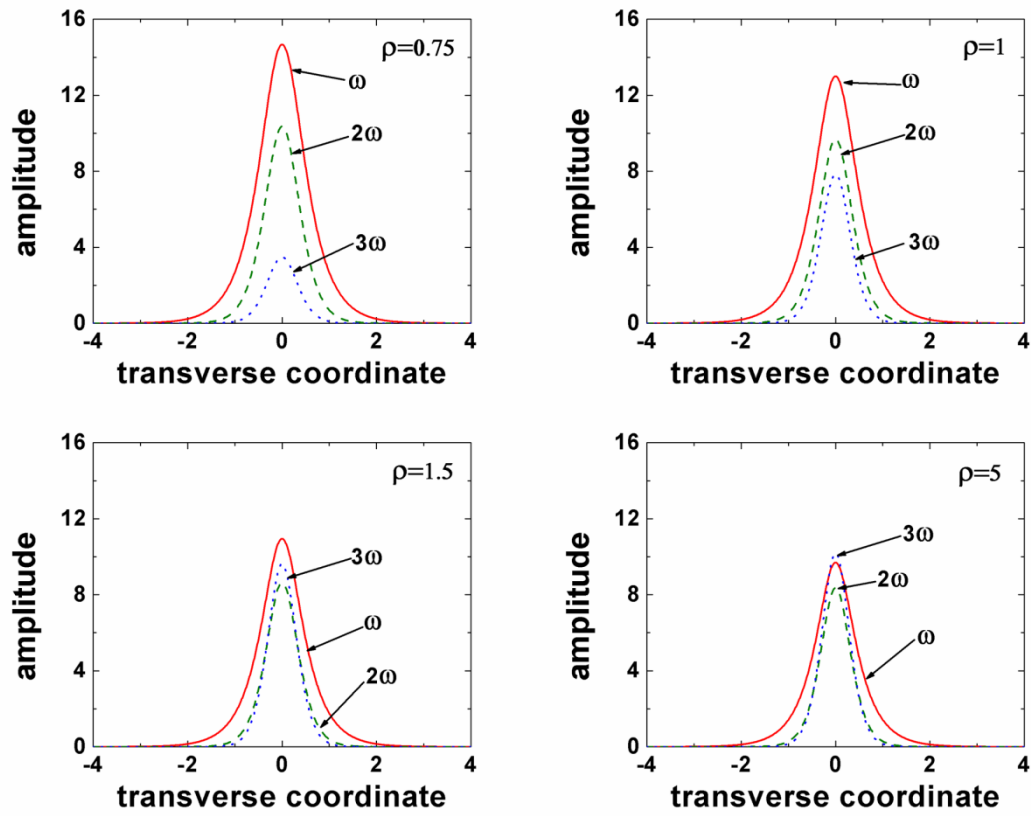 16
12
8
4
0
amplitude
ρ=0.75
ω
2ω
3ω
-4 -2 0 2 4
transverse coordinate
16
12
8
4
0
amplitude
ρ=1
ω
2ω
3ω
-4 -2 0 2 4
transverse coordinate
16
12
8
4
0
amplitude
ρ=1.5
3ω
ω
2ω
-4 -2 0 2 4
transverse coordinate
16
12
8
4
0
amplitude
ρ=5
3ω
2ω
ω
-4 -2 0 2 4
transverse coordinate